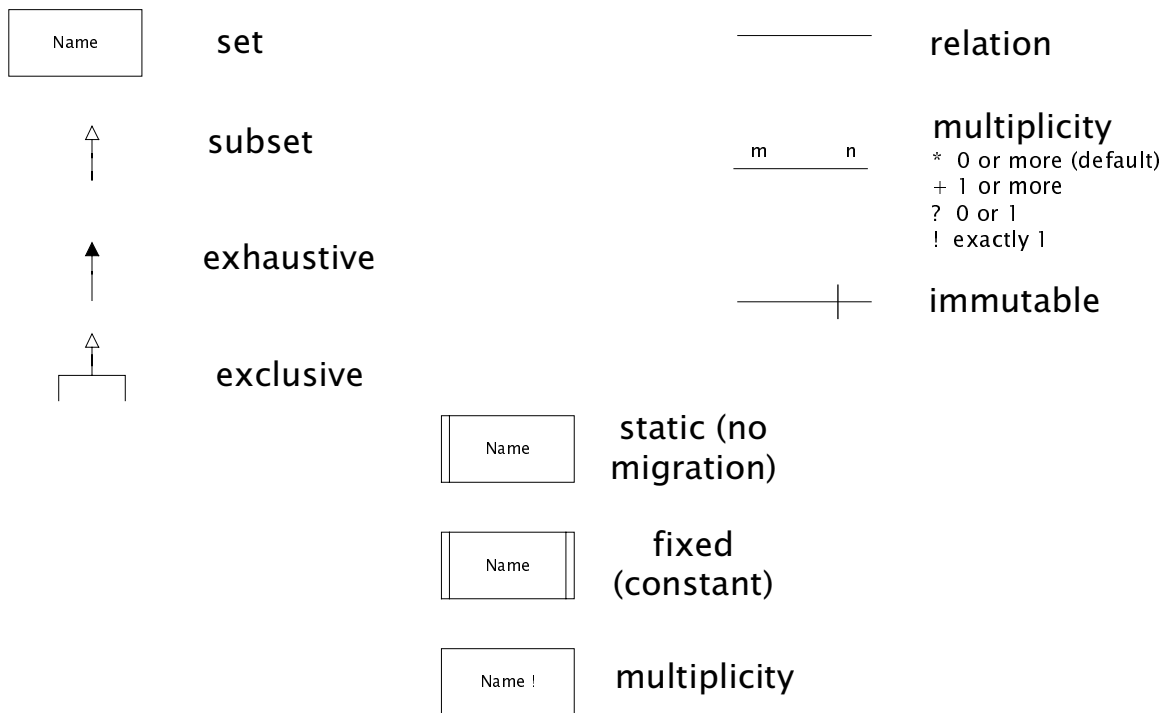 Name
set
subset
exhaustive
exclusive
relation
m n
multiplicity
* 0 or more (default)
+ 1 or more
? 0 or 1
! exactly 1
immutable
Name
static (no
migration)
Name
fixed
(constant)
Name !
multiplicity